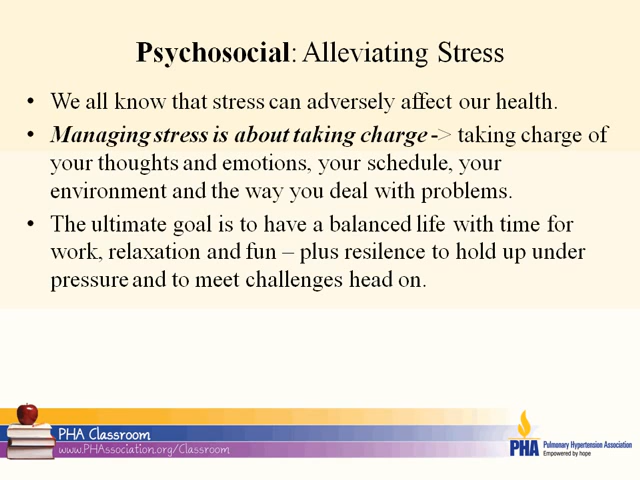 Psychosocial: Alleviating Stress
• We all know that stress can adversely affect our health.
• Managing stress is about taking charge -> taking charge of
your thoughts and emotions, your schedule, your
environment and the way you deal with problems.
• The ultimate goal is to have a balanced life with time for
work, relaxation and fun – plus resilence to hold up under
pressure and to meet challenges head on.
PHA Classroom
www.PHAssociation.org/Classroom
PHA Pulmonary Hypertension Association
Empowered by hope